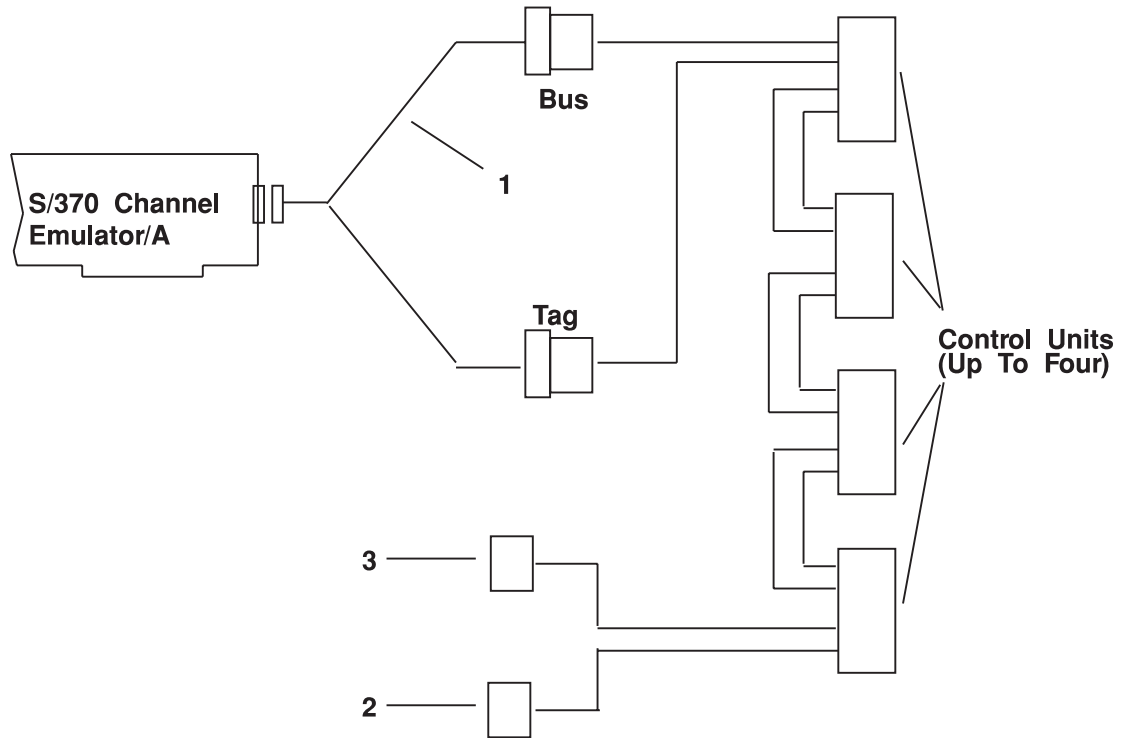 Bus
1
S/370 Channel
Emulator/A
Tag
Control Units
(Up To Four)
3
2